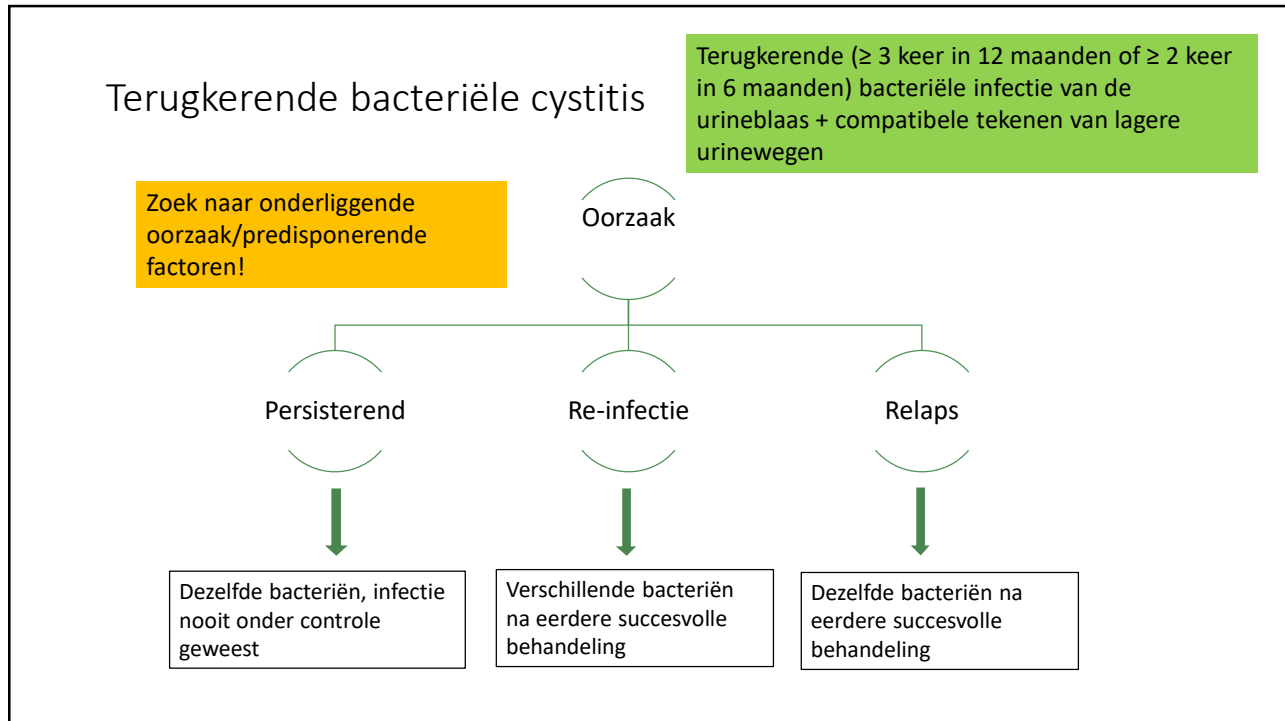 Terugkerende bacteriële cystitis
Terugkerende (≥ 3 keer in 12 maanden of ≥ 2 keer
in 6 maanden) bacteriële infectie van de
urineblaas + compatibele tekenen van lagere
urinewegen
Zoek naar onderliggende
oorzaak/predisponerende
factoren!
Oorzaak
Persisterend
Re-infectie
Relaps
Dezelfde bacteriën, infectie
nooit onder controle
geweest
Verschillende bacteriën
na eerdere succesvolle
behandeling
Dezelfde bacteriën na
eerdere succesvolle
behandeling